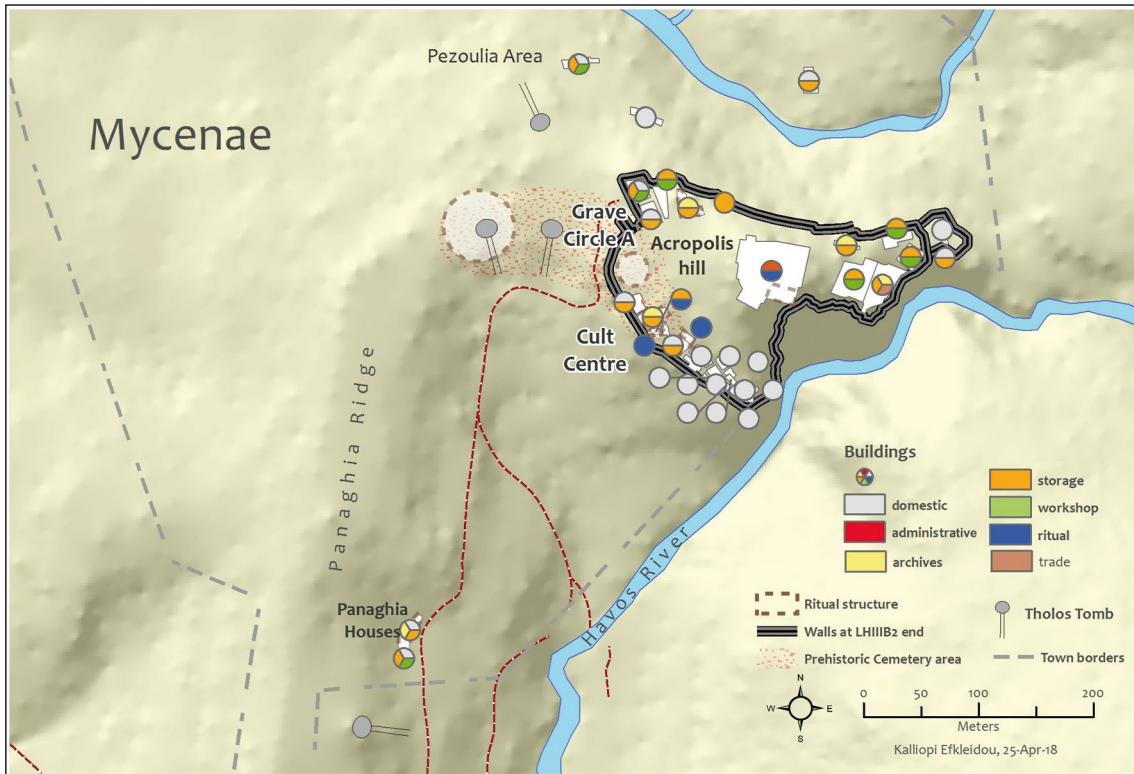 Pezoulia Area
Mycenae
Grave
Circle A
Acropolis
hill
Cult
Centre
Panaghia Ridge
Panaghia
Houses
Havos River
Buildings
domestic
administrative
archives
storage
workshop
ritual
trade
Ritual structure
Walls at LHIIIB2 end
Prehistoric Cemetery area
Tholos Tomb
Town borders
N
W
E
S
0 50 100 200
Meters
Kalliopi Efkleidou, 25-Apr-18